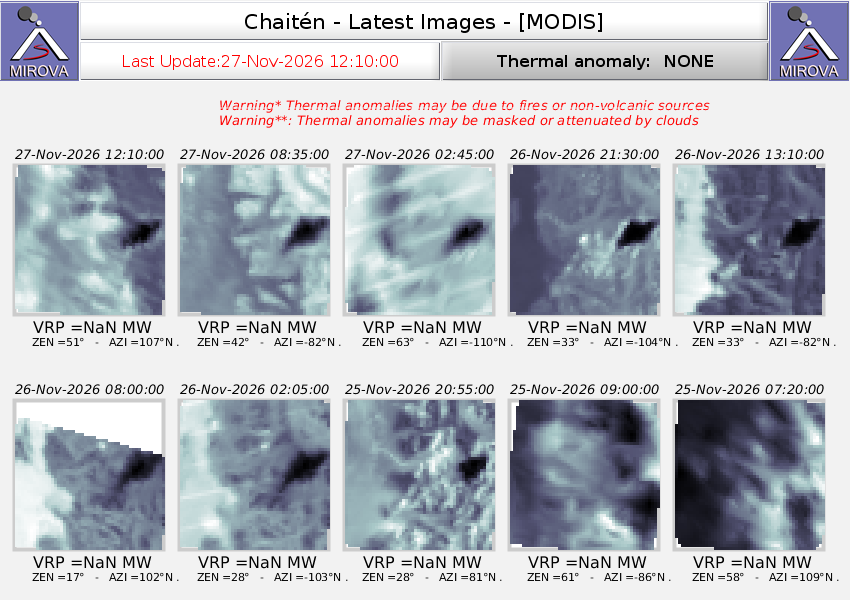 Chaitén - Latest Images - [MODIS]
MIROVA
Last Update:27-Nov-2026 12:10:00
Thermal anomaly: NONE
MIROVA
Warning* Thermal anomalies may be due to fires or non-volcanic sources
Warning**: Thermal anomalies may be masked or attenuated by clouds
27-Nov-2026 12:10:00 27-Nov-2026 08:35:00 27-Nov-2026 02:45:00 26-Nov-2026 21:30:00 26-Nov-2026 13:10:00
VRP =NaN MW VRP =NaN MW VRP =NaN MW VRP =NaN MW VRP =NaN MW
ZEN =51° - AZI =107°N . ZEN =42° - AZI =-82°N . ZEN =63° - AZI =-110°N . ZEN =33° - AZI =-104°N . ZEN =33° - AZI =-82°N .
26-Nov-2026 08:00:00 26-Nov-2026 02:05:00 25-Nov-2026 20:55:00 25-Nov-2026 09:00:00 25-Nov-2026 07:20:00
VRP =NaN MW VRP =NaN MW VRP =NaN MW VRP =NaN MW VRP =NaN MW
ZEN =17° - AZI =102°N . ZEN =28° - AZI =-103°N . ZEN =28° - AZI =81°N . ZEN =61° - AZI =-86°N . ZEN =58° - AZI =109°N .